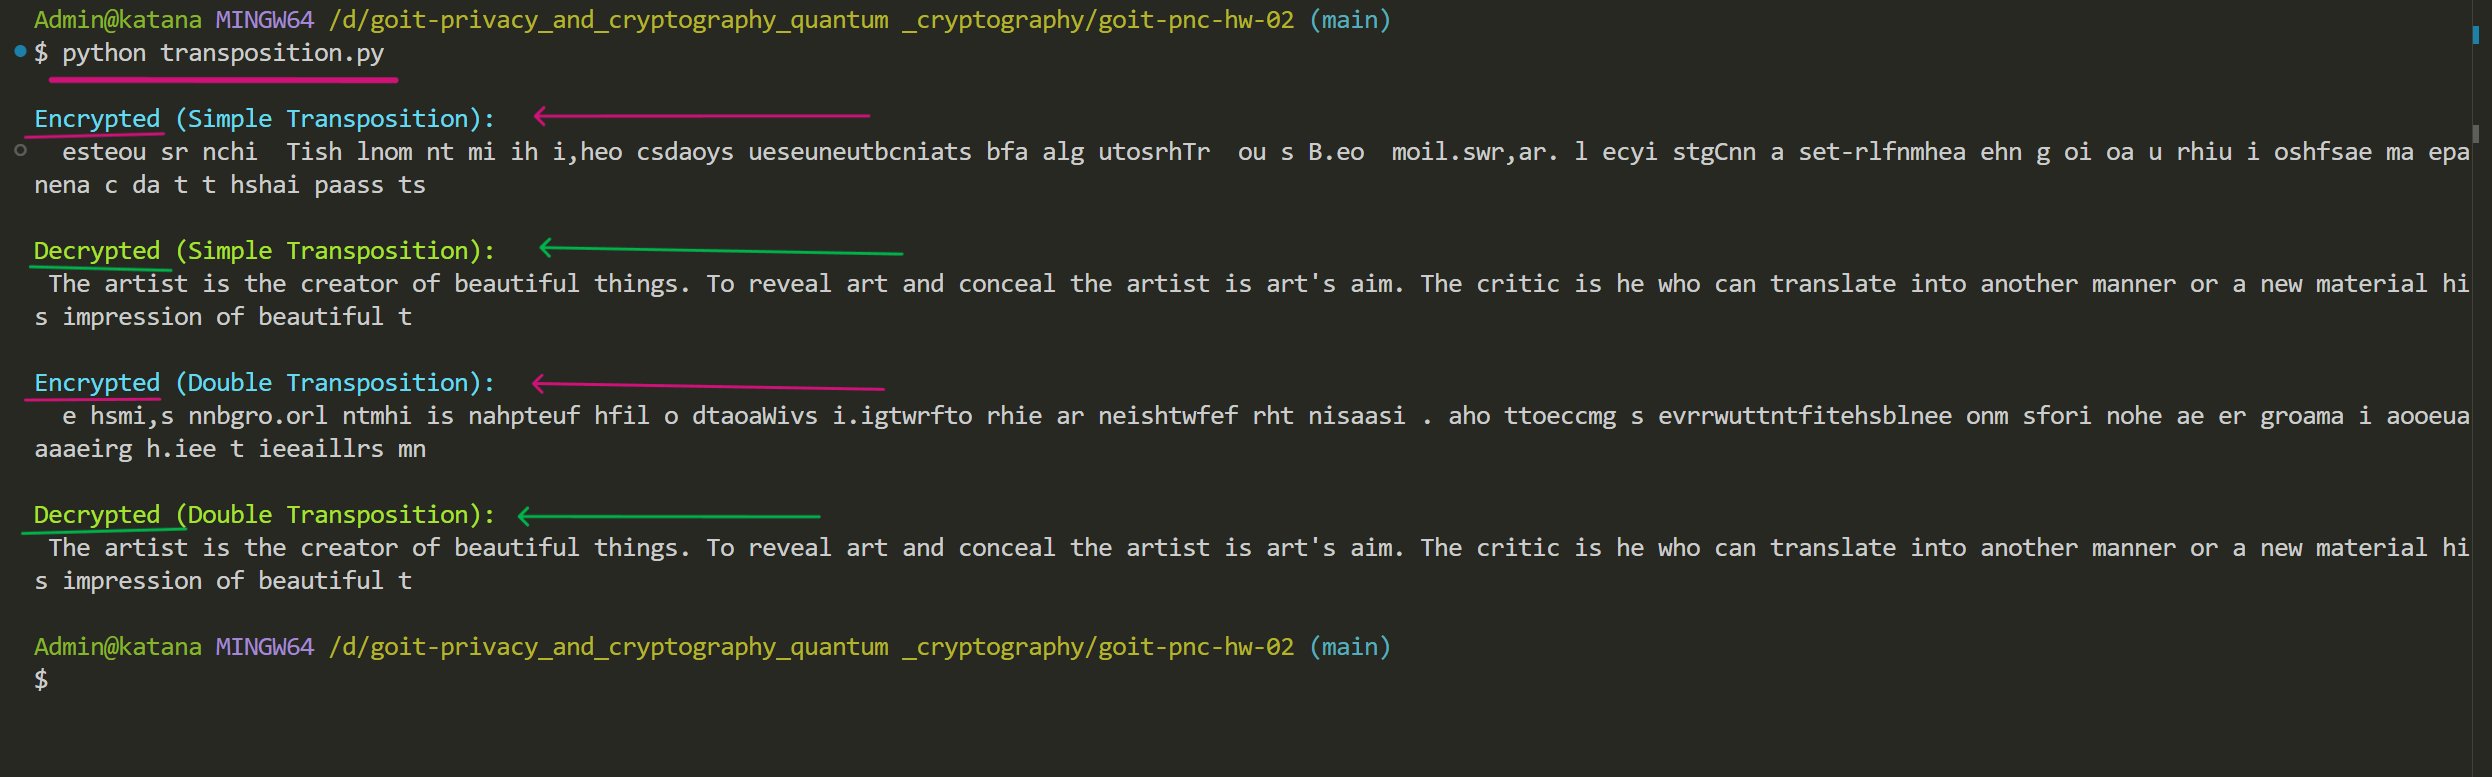 Admin@katana MINGW64 /d/goit-privacy_and_cryptography_quantum _cryptography/goit-pnc-hw-02 (main)
$ python transposition.py
Encrypted (Simple Transposition):
esteou sr nchi  Tish lnom nt mi ih i,heo csdaoys ueseuneutbcniats bfa alg utosrhTr  ou s B.eo  moil.swr,ar. l ecyi stgCnn a set-rlfnmhea ehn g oi oa u rhiu i oshfsae ma epa
nena c da t t hshai paass ts
Decrypted (Simple Transposition):
The artist is the creator of beautiful things. To reveal art and conceal the artist is art's aim. The critic is he who can translate into another manner or a new material hi
s impression of beautiful t
Encrypted (Double Transposition):
e hsmi,s nnbgro.orl ntmhi is nahpteuf hfil o dtaoaWivs i.igtwrfto rhie ar neishtwfef rht nisaasi . aho ttoeccmg s evrrwuttntfitehsblnee onm sfori nohe ae er groama i aooeua
aaaeirg h.iee t ieeaillrs mn
Decrypted (Double Transposition):
The artist is the creator of beautiful things. To reveal art and conceal the artist is art's aim. The critic is he who can translate into another manner or a new material hi
s impression of beautiful t
Admin@katana MINGW64 /d/goit-privacy_and_cryptography_quantum _cryptography/goit-pnc-hw-02 (main)
$